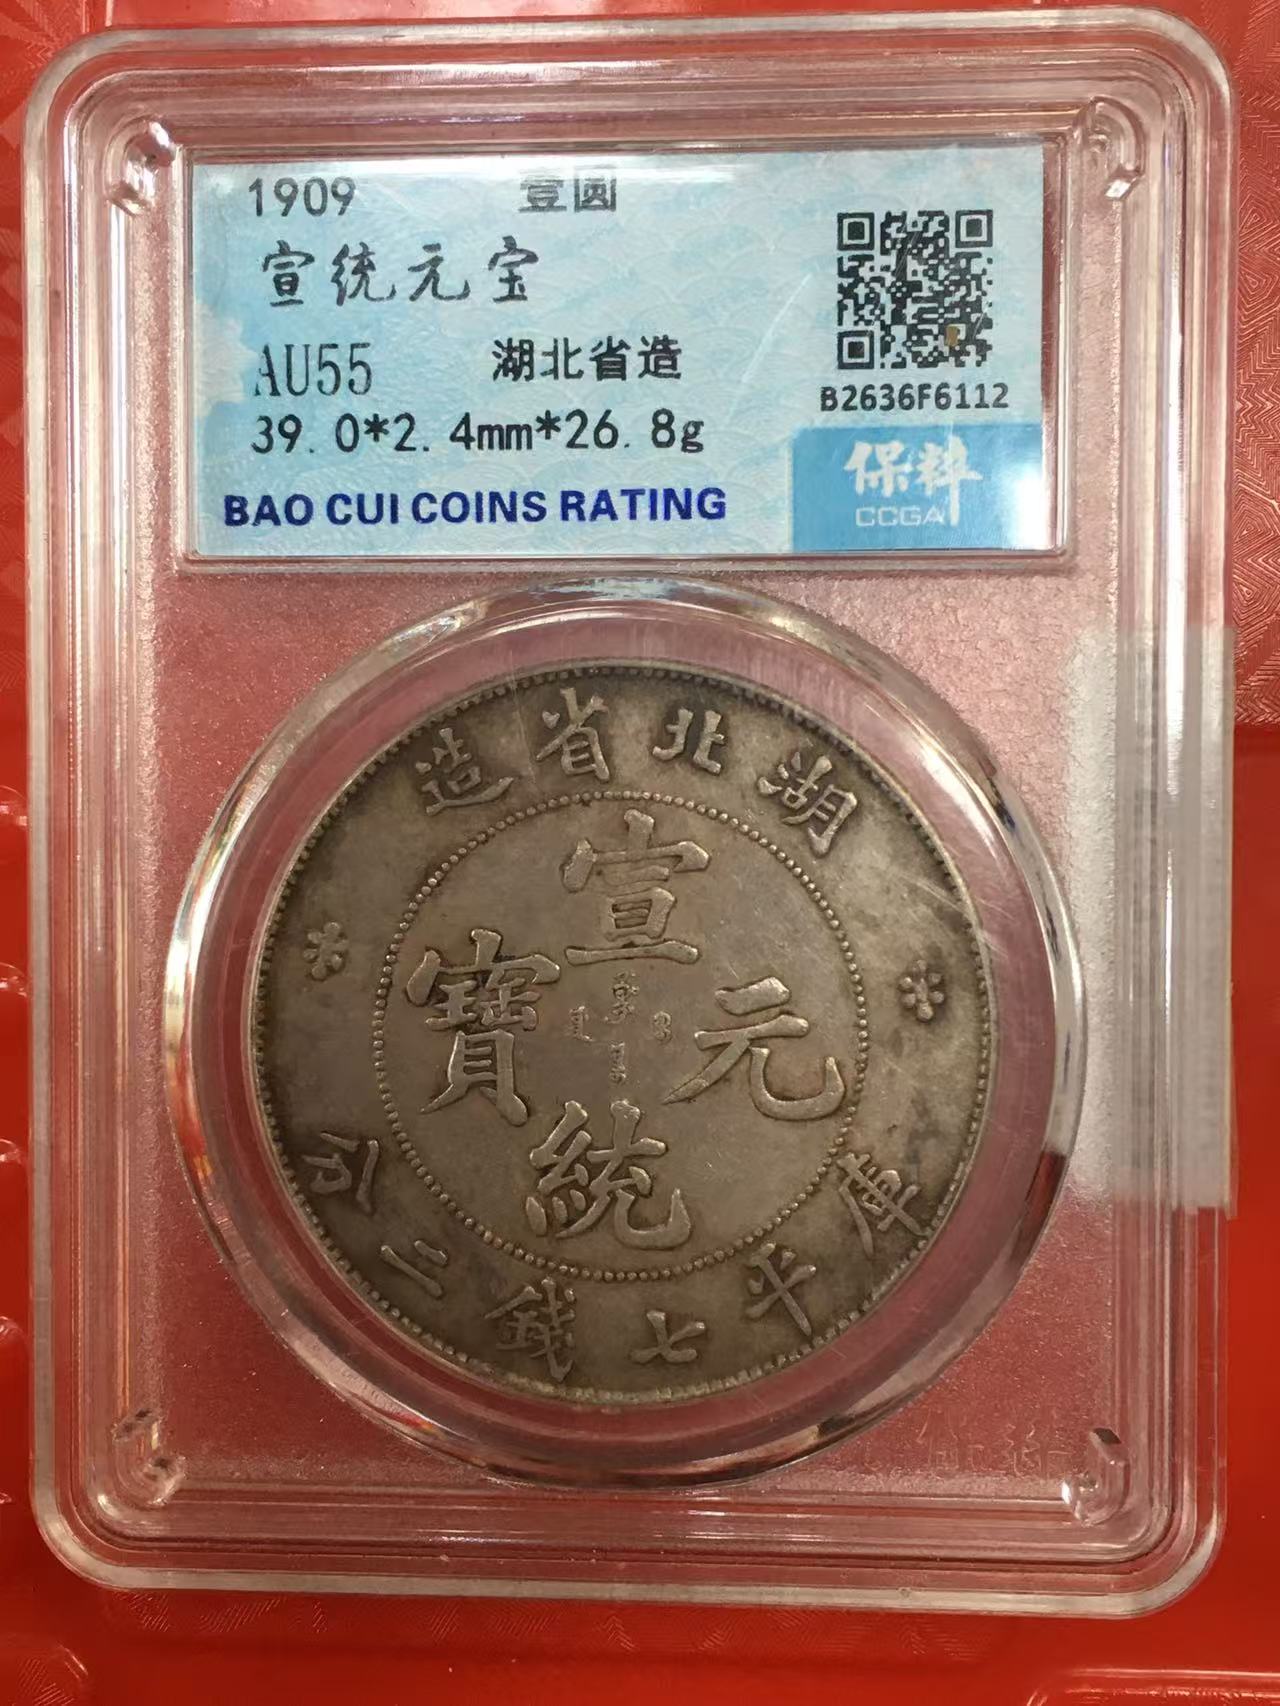 1909 壹圆
宣统元宝
AU55 湖北省造
39.0*2.4mm*26.8g
BAO CUI COINS RATING
B2636F6112
保粹
CCGA
湖北省造
宣統元寶
庫平七錢二分